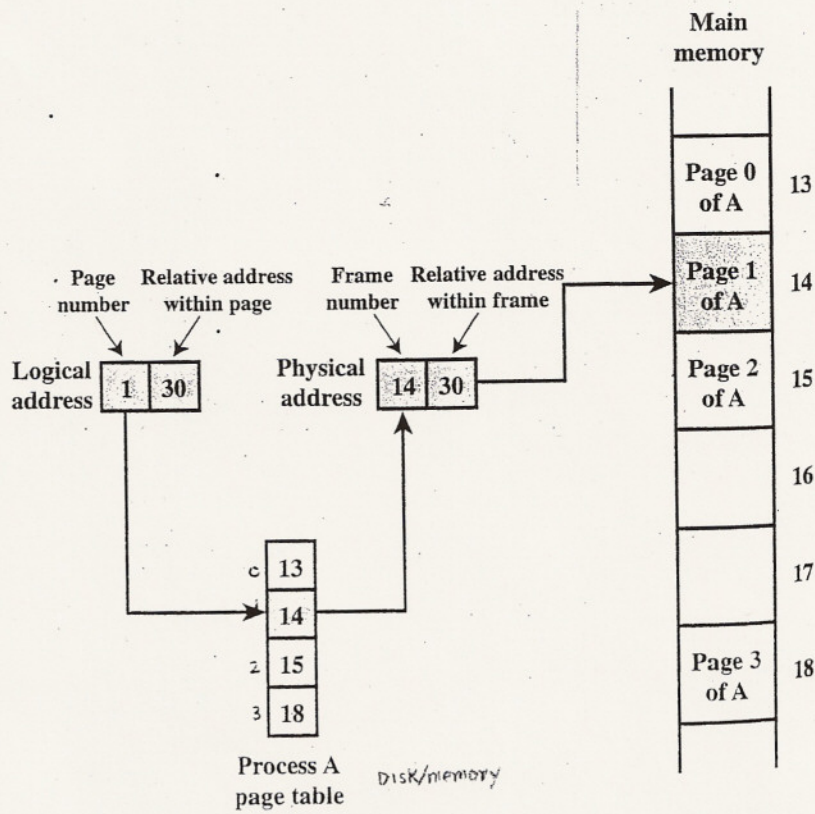 Main
memory
Page 0
of A
13
Page 1
of A
14
Page 2
of A
15
16
17
Page 3
of A
18
Page
number
Relative address
within page
Frame
number
Relative address
within frame
Logical
address
1
30
Physical
address
14
30
13
14
2
15
3
18
Process A
page table
Disk/memory